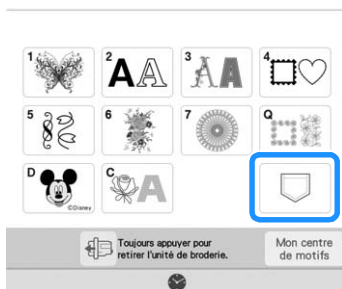 1
2 AA
3 AA
4
5
6
7
Q
D ©Disney
C A
Toujours appuyer pour
retirer l'unité de broderie.
Mon centre
de motifs